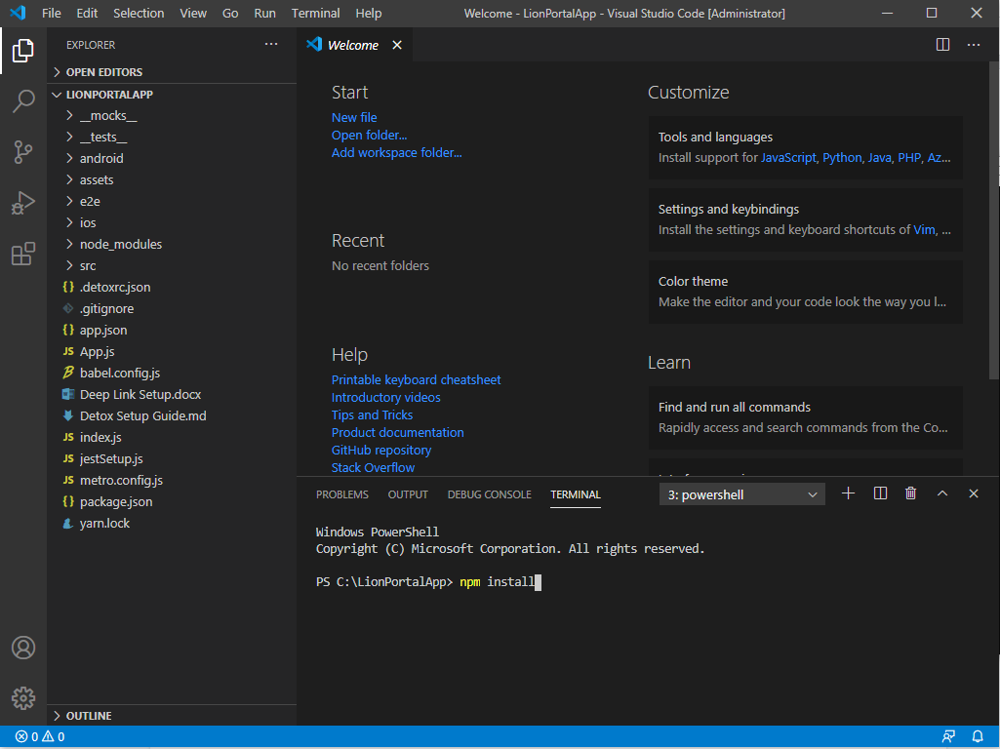 File Edit Selection View Go Run Terminal Help
Welcome - LionPortalApp - Visual Studio Code [Administrator]
EXPLORER
OPEN EDITORS
LIONPORTALAPP
__mocks__
__tests__
android
assets
e2e
ios
node_modules
src
{} .detoxrc.json
.gitignore
{} app.json
JS App.js
babel.config.js
Deep Link Setup.docx
Detox Setup Guide.md
JS index.js
JS jestSetup.js
JS metro.config.js
{} package.json
yarn.lock
OUTLINE
Welcome
Start
New file
Open folder...
Add workspace folder...
Recent
No recent folders
Help
Printable keyboard cheatsheet
Introductory videos
Tips and Tricks
Product documentation
GitHub repository
Stack Overflow
Customize
Tools and languages
Install support for JavaScript, Python, Java, PHP, Az...
Settings and keybindings
Install the settings and keyboard shortcuts of Vim, ...
Color theme
Make the editor and your code look the way you l...
Learn
Find and run all commands
Rapidly access and search commands from the Co...
PROBLEMS OUTPUT DEBUG CONSOLE TERMINAL
3: powershell
Windows PowerShell
Copyright (C) Microsoft Corporation. All rights reserved.
PS C:\LionPortalApp> npm install
0 0